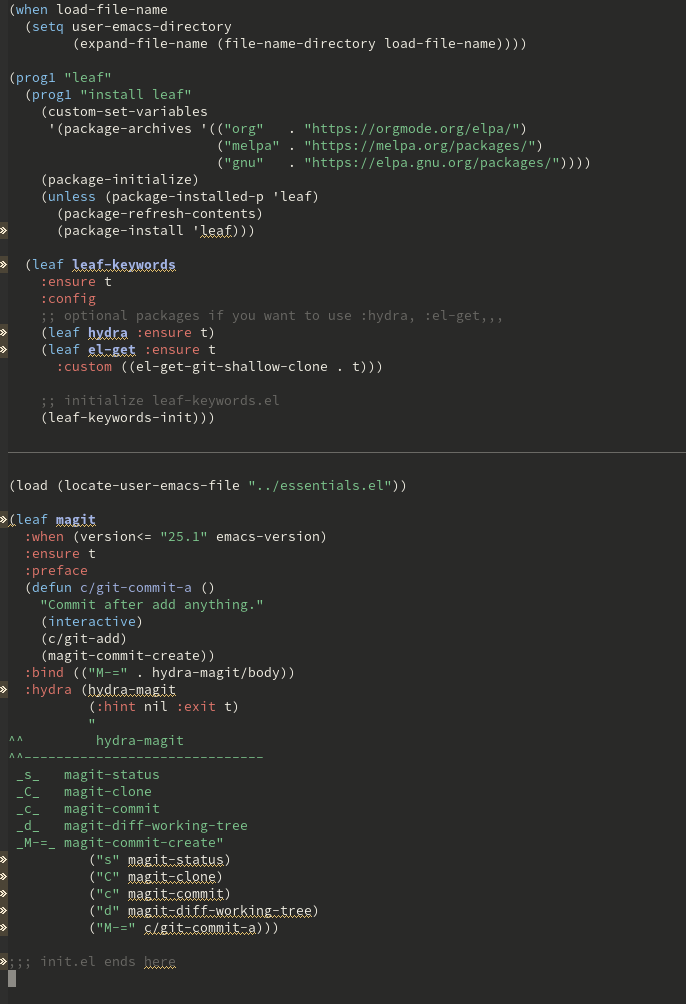 (when load-file-name
  (setq user-emacs-directory
        (expand-file-name (file-name-directory load-file-name))))

(prog1 "leaf"
  (prog1 "install leaf"
    (custom-set-variables
     '(package-archives '(("org"   . "https://orgmode.org/elpa/")
                          ("melpa" . "https://melpa.org/packages/")
                          ("gnu"   . "https://elpa.gnu.org/packages/"))))
    (package-initialize)
    (unless (package-installed-p 'leaf)
      (package-refresh-contents)
      (package-install 'leaf)))

  (leaf leaf-keywords
    :ensure t
    :config
    ;; optional packages if you want to use :hydra, :el-get,,,
    (leaf hydra :ensure t)
    (leaf el-get :ensure t
      :custom ((el-get-git-shallow-clone . t)))

    ;; initialize leaf-keywords.el
    (leaf-keywords-init)))

(load (locate-user-emacs-file "../essentials.el"))

(leaf magit
  :when (version<= "25.1" emacs-version)
  :ensure t
  :preface
  (defun c/git-commit-a ()
    "Commit after add anything."
    (interactive)
    (c/git-add)
    (magit-commit-create))
  :bind (("M-=" . hydra-magit/body))
  :hydra (hydra-magit
          (:hint nil :exit t)
          "
^^         hydra-magit
^^------------------------------
 _s_   magit-status
 _C_   magit-clone
 _c_   magit-commit
 _d_   magit-diff-working-tree
 _M-=_ magit-commit-create"
          ("s" magit-status)
          ("C" magit-clone)
          ("c" magit-commit)
          ("d" magit-diff-working-tree)
          ("M-=" c/git-commit-a)))

;;; init.el ends here